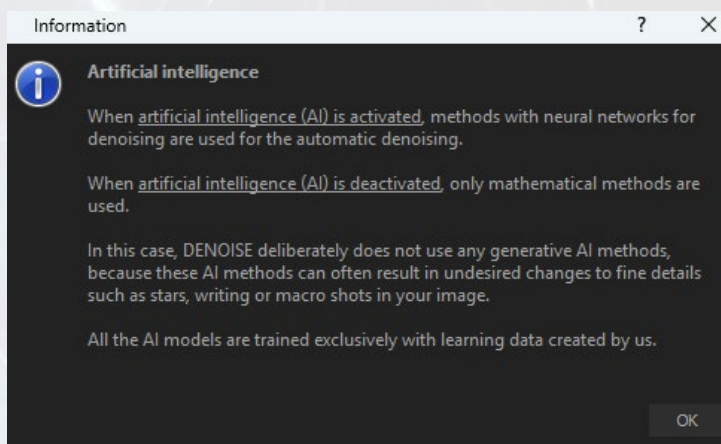 Information
Artificial intelligence
When artificial intelligence (AI) is activated, methods with neural networks for
denoising are used for the automatic denoising.
When artificial intelligence (AI) is deactivated, only mathematical methods are
used.
In this case, DENOISE deliberately does not use any generative AI methods,
because these AI methods can often result in undesired changes to fine details
such as stars, writing or macro shots in your image.
All the AI models are trained exclusively with learning data created by us.
OK